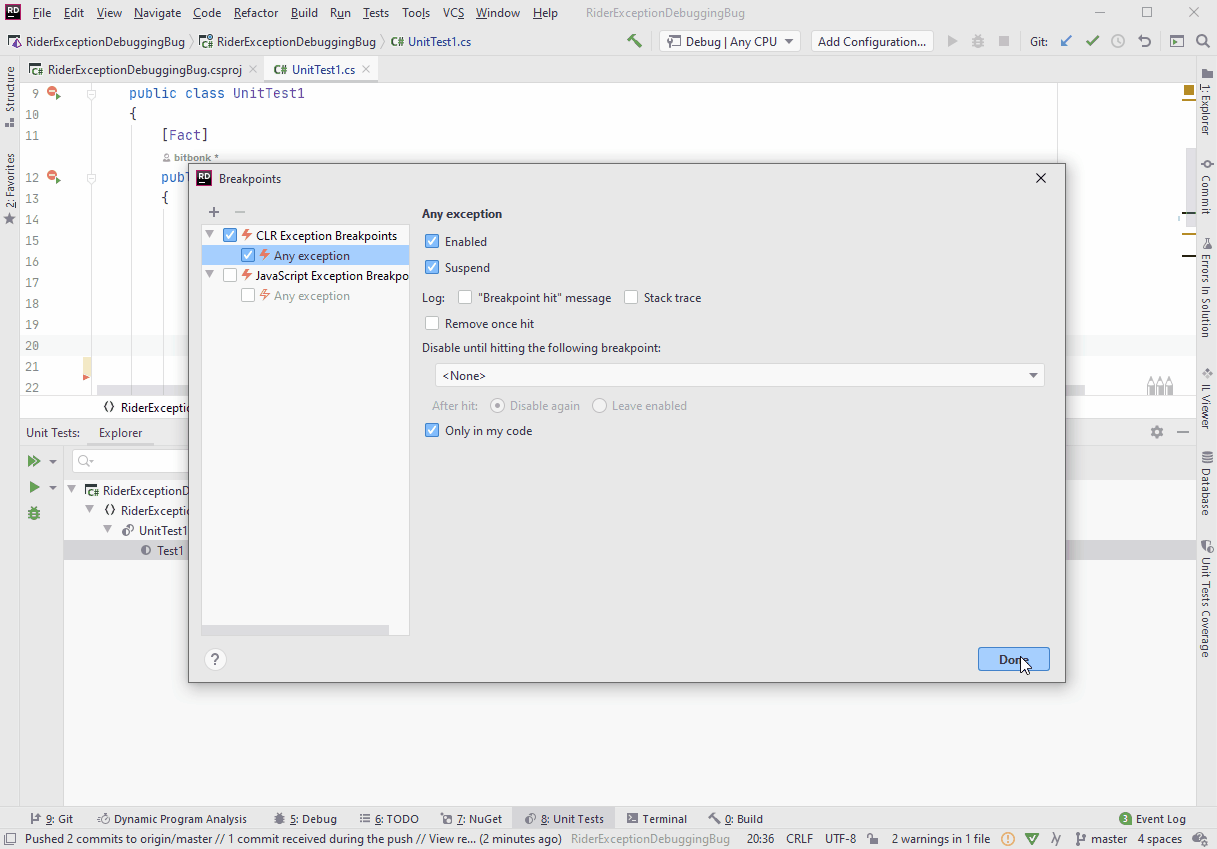 RD File Edit View Navigate Code Refactor Build Run Tests Tools VCS Window Help RiderExceptionDebuggingBug
RiderExceptionDebuggingBug RiderExceptionDebuggingBug C# UnitTest1.cs Debug | Any CPU Add Configuration... Git:
C# RiderExceptionDebuggingBug.csproj C# UnitTest1.cs
Structure
2: Favorites
9 public class UnitTest1
10 {
11 [Fact]
bitbonk *
12 publ
13 {
14
15
16
17
18
19
20
21
22
RiderExceptic
RD Breakpoints
CLR Exception Breakpoints
Any exception
JavaScript Exception Breakpo
Any exception
Any exception
Enabled
Suspend
Log: "Breakpoint hit" message Stack trace
Remove once hit
Disable until hitting the following breakpoint:
<None>
After hit: Disable again Leave enabled
Only in my code
? Done
Unit Tests: Explorer
C# RiderExceptionD
RiderExceptic
UnitTest1
Test1
1: Explorer
Commit
Errors In Solution
IL Viewer
Database
Unit Tests Coverage
9: Git Dynamic Program Analysis 5: Debug 6: TODO 7: NuGet 8: Unit Tests Terminal 0: Build 3 Event Log
Pushed 2 commits to origin/master // 1 commit received during the push // View re... (2 minutes ago) RiderExceptionDebuggingBug 20:36 CRLF UTF-8 2 warnings in 1 file master 4 spaces